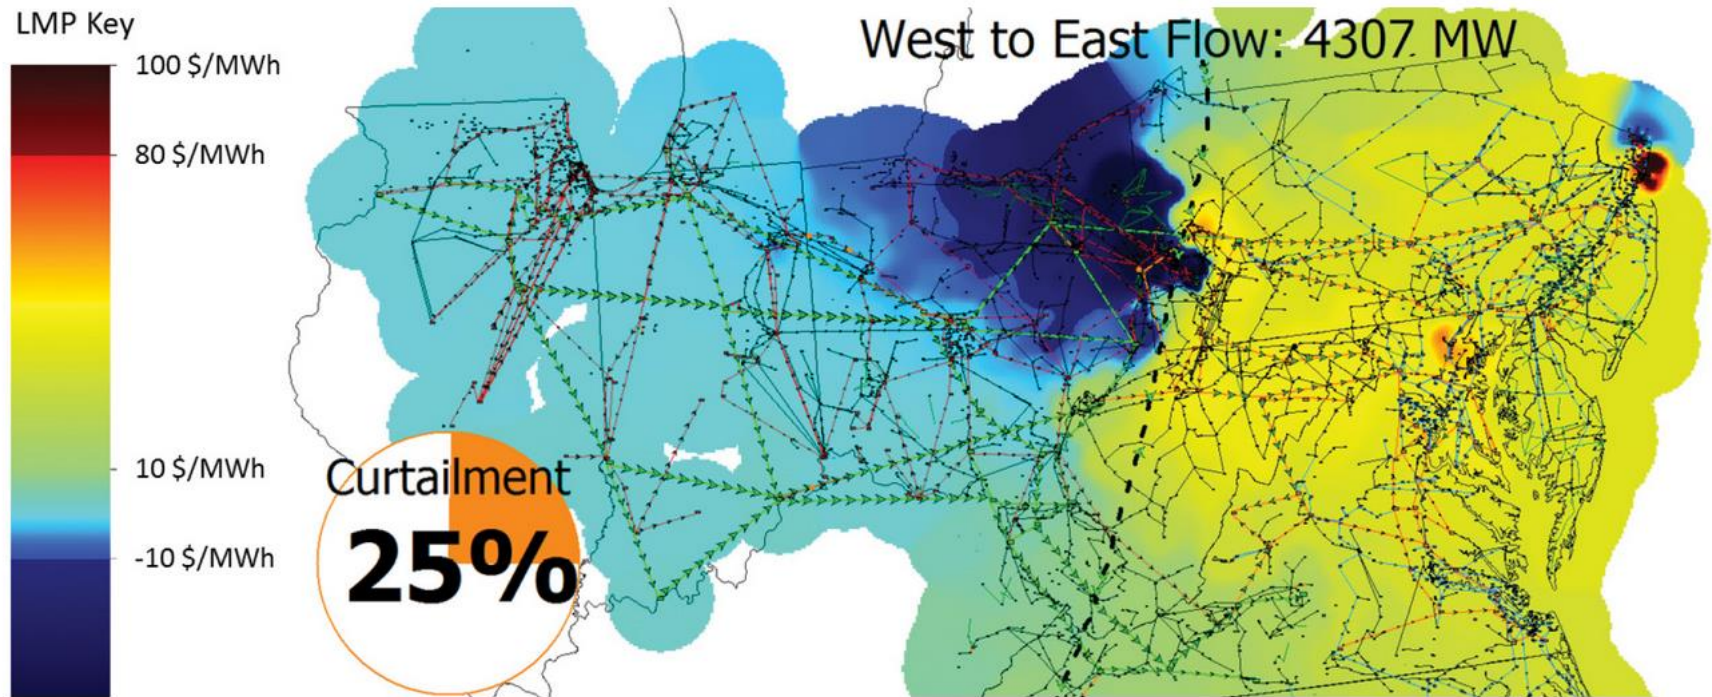 LMP Key
West to East Flow: 4307 MW
100 $/MWh
80 $/MWh
10 $/MWh
-10 $/MWh
Curtailment
25%